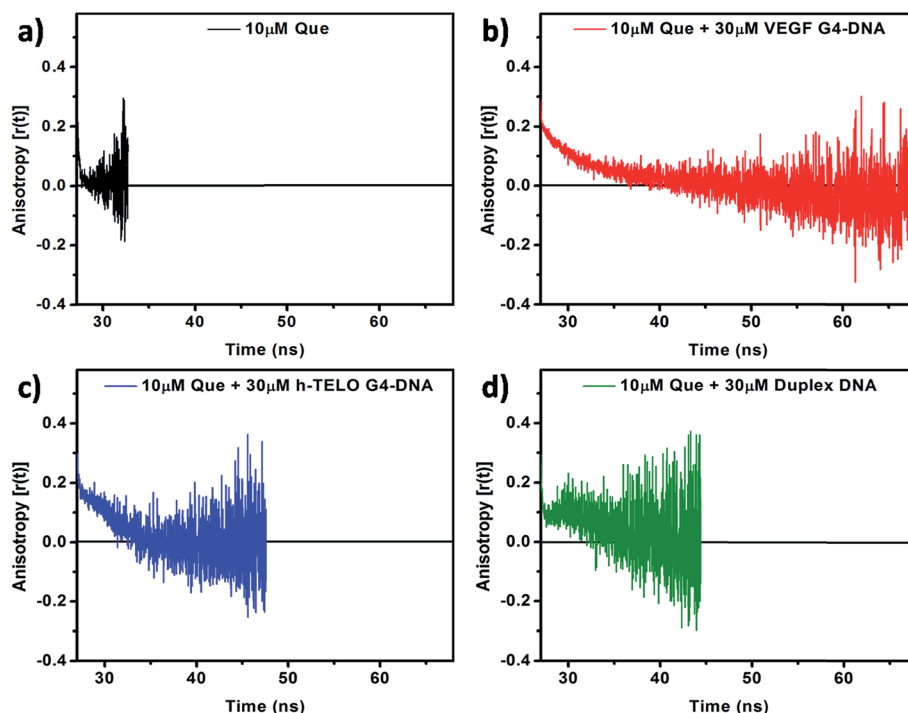 a)
10μM Que
Anisotropy [r(t)]
0.4
0.2
0.0
-0.2
-0.4
30 40 50 60
Time (ns)
b)
10μM Que + 30μM VEGF G4-DNA
Anisotropy [r(t)]
0.4
0.2
0.0
-0.2
-0.4
30 40 50 60
Time (ns)
c)
10μM Que + 30μM h-TELO G4-DNA
Anisotropy [r(t)]
0.4
0.2
0.0
-0.2
-0.4
30 40 50 60
Time (ns)
d)
10μM Que + 30μM Duplex DNA
Anisotropy [r(t)]
0.4
0.2
0.0
-0.2
-0.4
30 40 50 60
Time (ns)